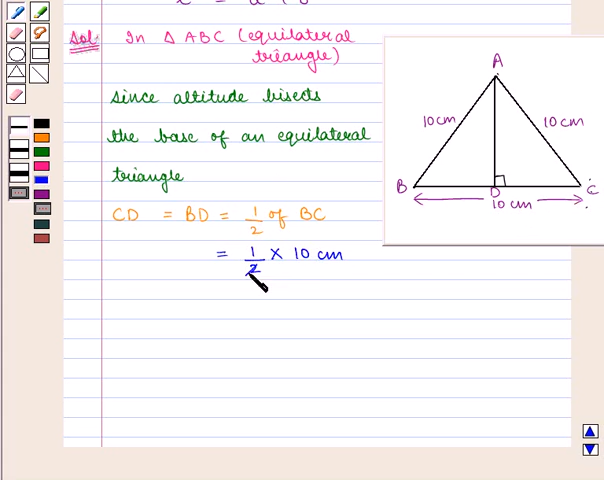 Sol In △ ABC (equilateral
triangle)
since altitude bisects
the base of an equilateral
triangle
CD = BD = 1/2 of BC
= 1/2 × 10 cm
A
10 cm
10 cm
B
D
C
10 cm